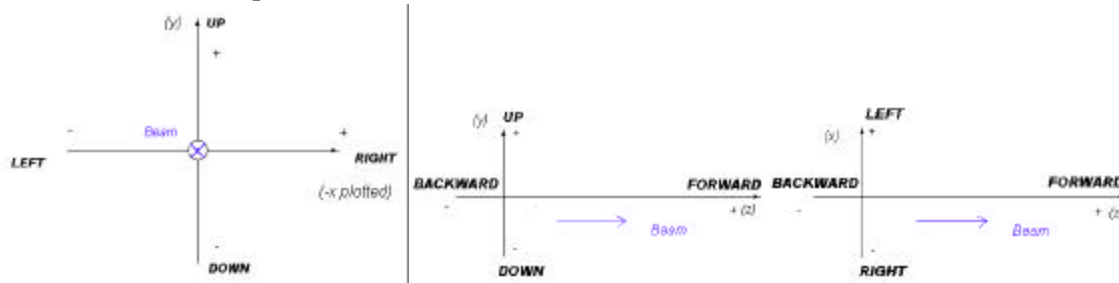 (y) UP
+
- Beam +
LEFT RIGHT
(-x plotted)
-
DOWN
(y) UP
+
BACKWARD FORWARD
- + (z)
Beam
-
DOWN
LEFT
(x) +
BACKWARD FORWARD
- + (z
Beam
-
RIGHT